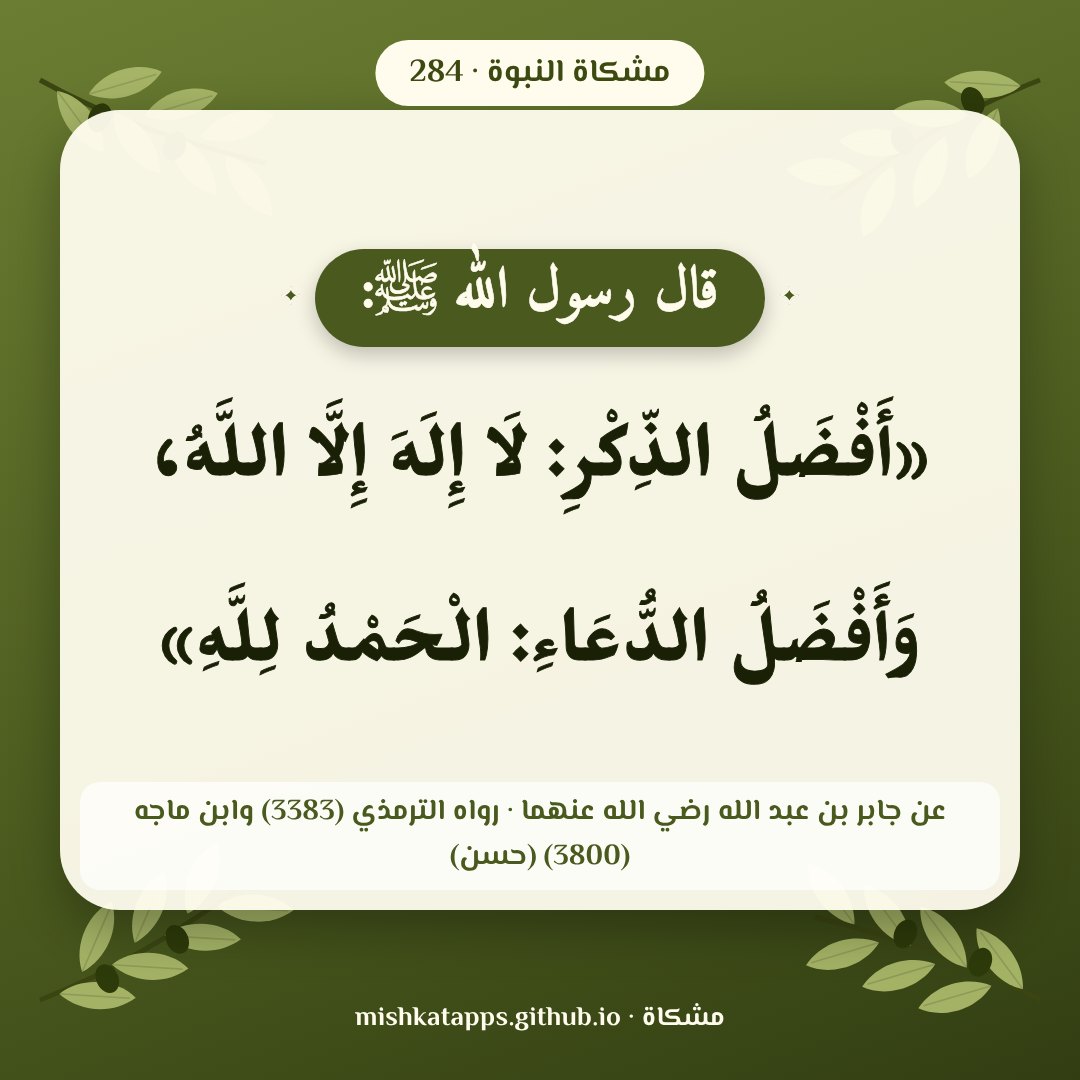 مشكاة النبوة · 284
قال رسول الله ﷺ:
«أَفْضَلُ الذِّكْرِ: لَا إِلَهَ إِلَّا اللَّهُ،
وَأَفْضَلُ الدُّعَاءِ: الْحَمْدُ لِلَّهِ»
عن جابر بن عبد الله رضي الله عنهما · رواه الترمذي (3383) وابن ماجه
(3800) (حسن)
مشكاة · mishkatapps.github.io